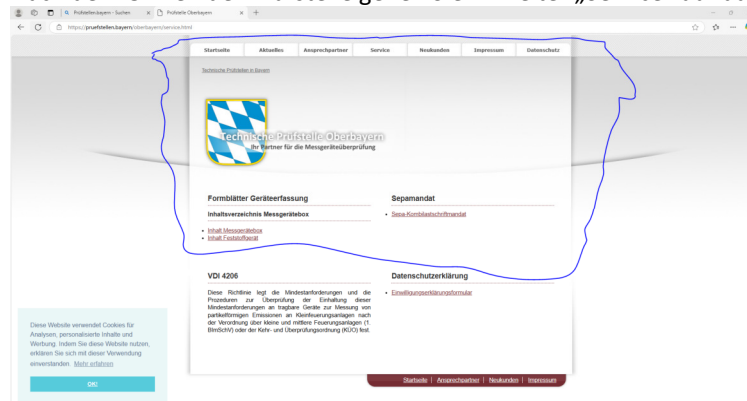 Prüfstellen.bayern - Suchen
Prüfstelle Oberbayern
https://pruefstellen.bayern/oberbayern/service.html
Startseite Aktuelles Ansprechpartner Service Neukunden Impressum Datenschutz
Technische Prüfstellen in Bayern
Technische Prüfstelle Oberbayern
Ihr Partner für die Messgeräteüberprüfung
Formblätter Geräteerfassung
Inhaltsverzeichnis Messgerätebox
Inhalt Messgerätebox
Inhalt Feststoffgerät
Sepamandat
Sepa-Kombilastschriftmandat
VDI 4206
Diese Richtlinie legt die Mindestanforderungen und die
Prozeduren zur Überprüfung der Einhaltung dieser
Mindestanforderungen an tragbare Geräte zur Messung von
partikelförmigen Emissionen an Kleinfeuerungsanlagen nach
der Verordnung über kleine und mittlere Feuerungsanlagen (1.
BImSchV) oder der Kehr- und Überprüfungsordnung (KÜO) fest
Datenschutzerklärung
Einwilligungserklärungsformular
Diese Website verwendet Cookies für
Analysen, personalisierte Inhalte und
Werbung. Indem Sie diese Website nutzen,
erklären Sie sich mit dieser Verwendung
einverstanden. Mehr erfahren
OK!
Startseite | Ansprechpartner | Neukunden | Impressum